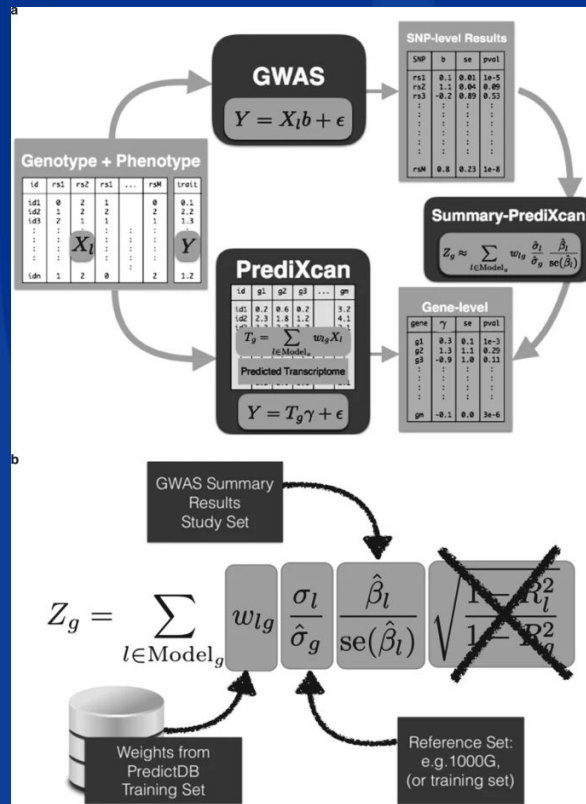 a
GWAS
Y = X_l b + ϵ
SNP-level Results
SNP b se pval
rs1 0.1 0.01 1e-5
rs2 1.1 0.04 0.09
rs3 -0.2 0.89 0.53
: : : :
rsM 0.8 0.23 1e-8
Genotype + Phenotype
id rs1 rs2 rs1 ... rsM trait
id1 0 2 1 0 0.1
id2 1 2 2 2 2.2
id3 2 1 1 1.3
X_l Y
idn 1 2 0 2 1.2
Summary-PrediXcan
Z_g ≈ ∑_{l∈Model_g} w_{lg} σ̂_l/σ̂_g β̂_l/se(β̂_l)
PrediXcan
id g1 g2 g3 ... gm
id1 0.2 0.6 0.2 3.2
id2 2.3 1.8 1.2 4.1
T_g = ∑_{l∈Model_g} w_{lg} X_l
Predicted Transcriptome
Y = T_g γ + ϵ
Gene-level
gene γ se pval
g1 0.3 0.1 1e-3
g2 1.3 1.1 0.29
g3 -0.9 1.0 0.11
: : : :
gm -0.1 0.0 3e-6
b
GWAS Summary
Results
Study Set
Z_g = ∑_{l∈Model_g} w_{lg} σ_l/σ̂_g β̂_l/se(β̂_l) √((1 − R_l^2)/(1 − R_g^2))
Weights from
PredictDB
Training Set
Reference Set:
e.g.1000G,
(or training set)